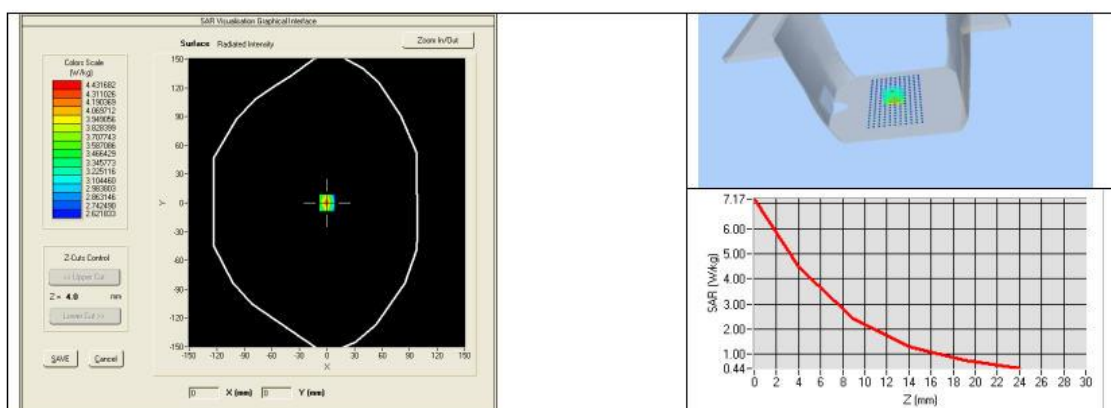 SAR Visualisation Graphical Interface
Surface Radiated Intensity
Zoom In/Out
Colors Scale
(W/kg)
4.431682
4.311026
4.190369
4.069712
3.949056
3.828399
3.707743
3.587086
3.466429
3.345773
3.225116
3.104460
2.983803
2.863146
2.742490
2.621833
Z-Cuts Control
<< Upper Cut
Z = 4.0 mm
Lower Cut >>
SAVE Cancel
150
120
90
60
30
0
-30
-60
-90
-120
-150
Y
-150 -120 -90 -60 -30 0 30 60 90 120 150
X
0 X (mm) 0 Y (mm)
7.17
6.00
5.00
4.00
3.00
2.00
1.00
0.44
SAR (W/kg)
0 2 4 6 8 10 12 14 16 18 20 22 24 26 28 30
Z (mm)